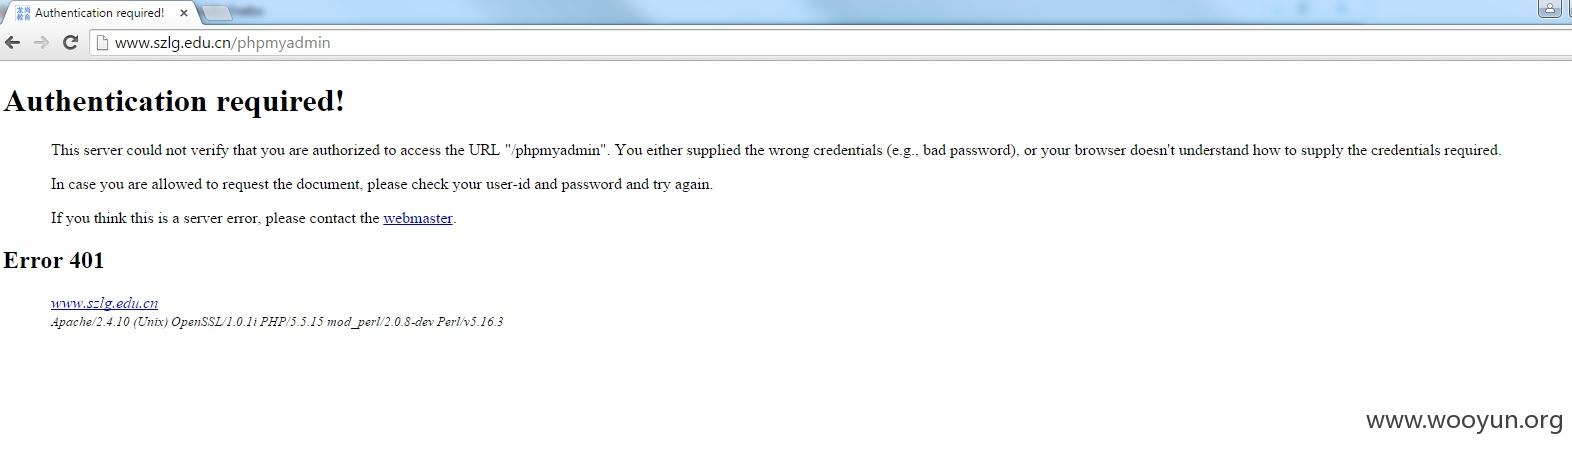 龙岗
教育
Authentication required!
www.szlg.edu.cn/phpmyadmin
Authentication required!
This server could not verify that you are authorized to access the URL "/phpmyadmin". You either supplied the wrong credentials (e.g., bad password), or your browser doesn't understand how to supply the credentials required.
In case you are allowed to request the document, please check your user-id and password and try again.
If you think this is a server error, please contact the webmaster.
Error 401
www.szlg.edu.cn
Apache/2.4.10 (Unix) OpenSSL/1.0.1i PHP/5.5.15 mod_perl/2.0.8-dev Perl/v5.16.3
www.wooyun.org